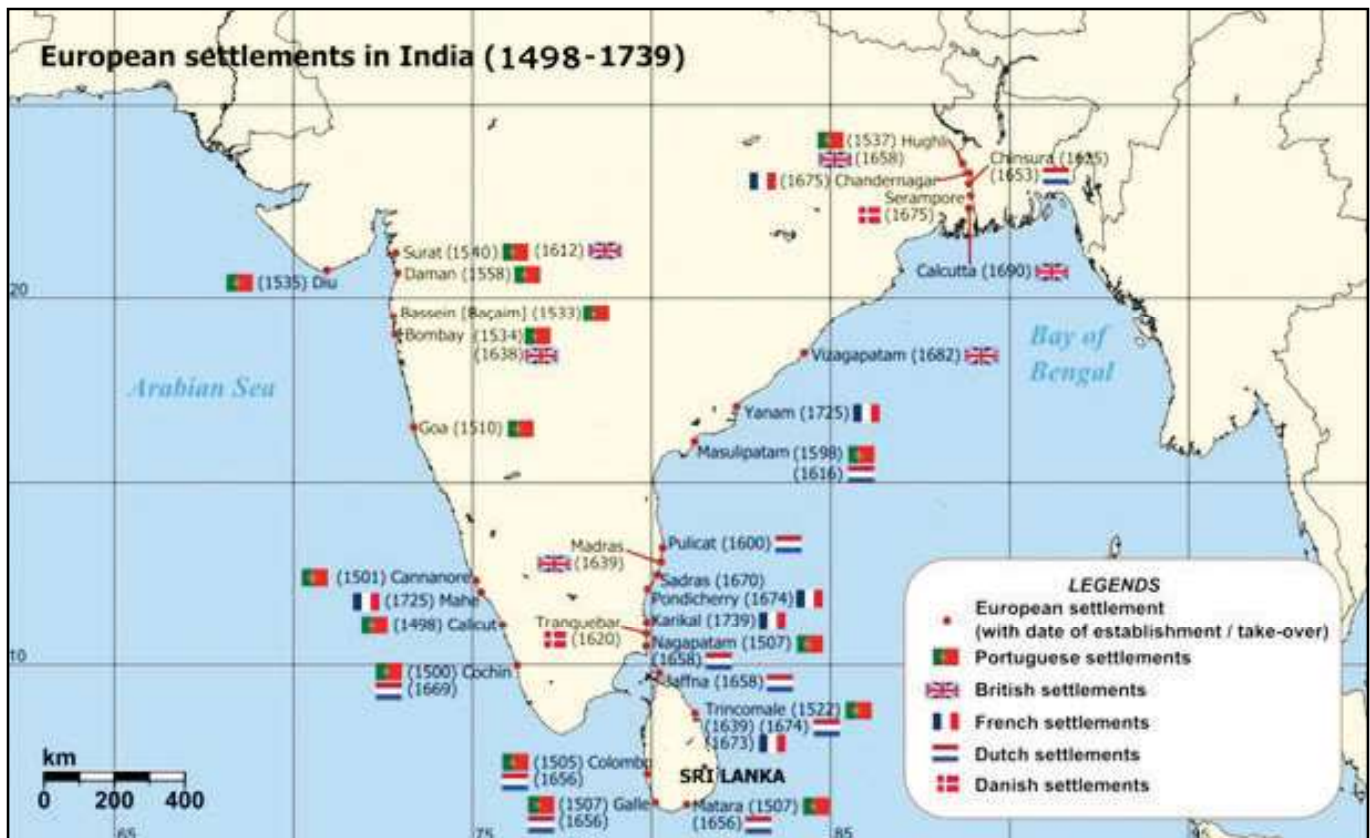 European settlements in India (1498-1739)
(1537) Hughli
(1658)
Chinsura (1625)
(1653)
(1675) Chandernagar
Serampore
(1675)
Calcutta (1690)
Surat (1540) (1612)
Daman (1558)
(1535) Diu
20
Bassein [Baçaim] (1533)
Bombay (1534)
(1638)
Arabian Sea
Bay of
Bengal
Vizagapatam (1682)
Goa (1510)
Yanam (1725)
Masulipatam (1598)
(1616)
Madras
(1639)
Pulicat (1600)
Sadras (1670)
(1501) Cannanore
(1725) Mahe
(1498) Calicut
Pondicherry (1674)
Karikal (1739)
Tranquebar
(1620)
Nagapatam (1507)
(1658)
10
(1500) Cochin
(1669)
Jaffna (1658)
Trincomale (1522)
(1639) (1674)
(1673)
(1505) Colombo
(1656)
SRI LANKA
(1507) Galle
(1656)
Matara (1507)
(1656)
km
0 200 400
65
75
85
LEGENDS
European settlement
(with date of establishment / take-over)
Portuguese settlements
British settlements
French settlements
Dutch settlements
Danish settlements